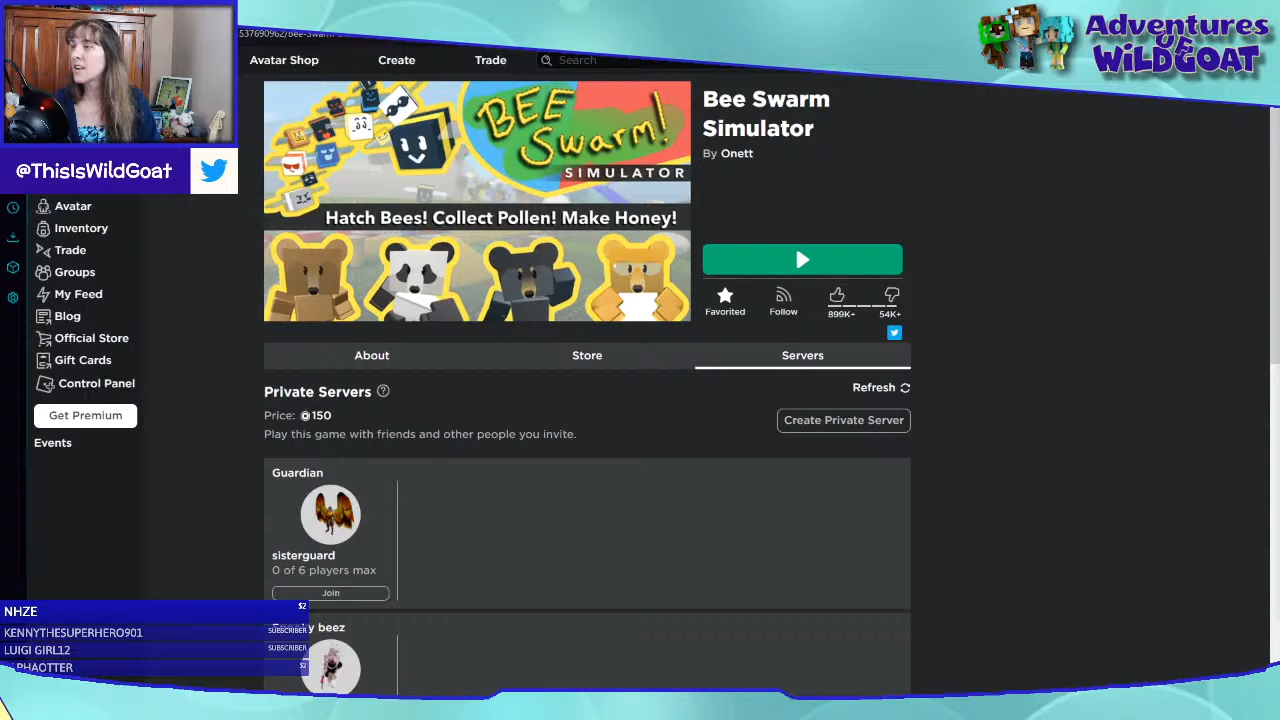 Adventures
OF
WILDGOAT
Avatar Shop
Create
Trade
Search
@ThisIsWildGoat
Avatar
Inventory
Trade
Groups
My Feed
Blog
Official Store
Gift Cards
Control Panel
Get Premium
Events
BEE
Swarm!
SIMULATOR
Hatch Bees! Collect Pollen! Make Honey!
Bee Swarm
Simulator
By Onett
Favorited
Follow
899K+
54K+
About
Store
Servers
Private Servers
Refresh
Price: 150
Create Private Server
Play this game with friends and other people you invite.
Guardian
sisterguard
0 of 6 players max
Join
beez
NHZE $2
KENNYTHESUPERHERO901 SUBSCRIBER
LUIGI GIRL12 SUBSCRIBER
$2